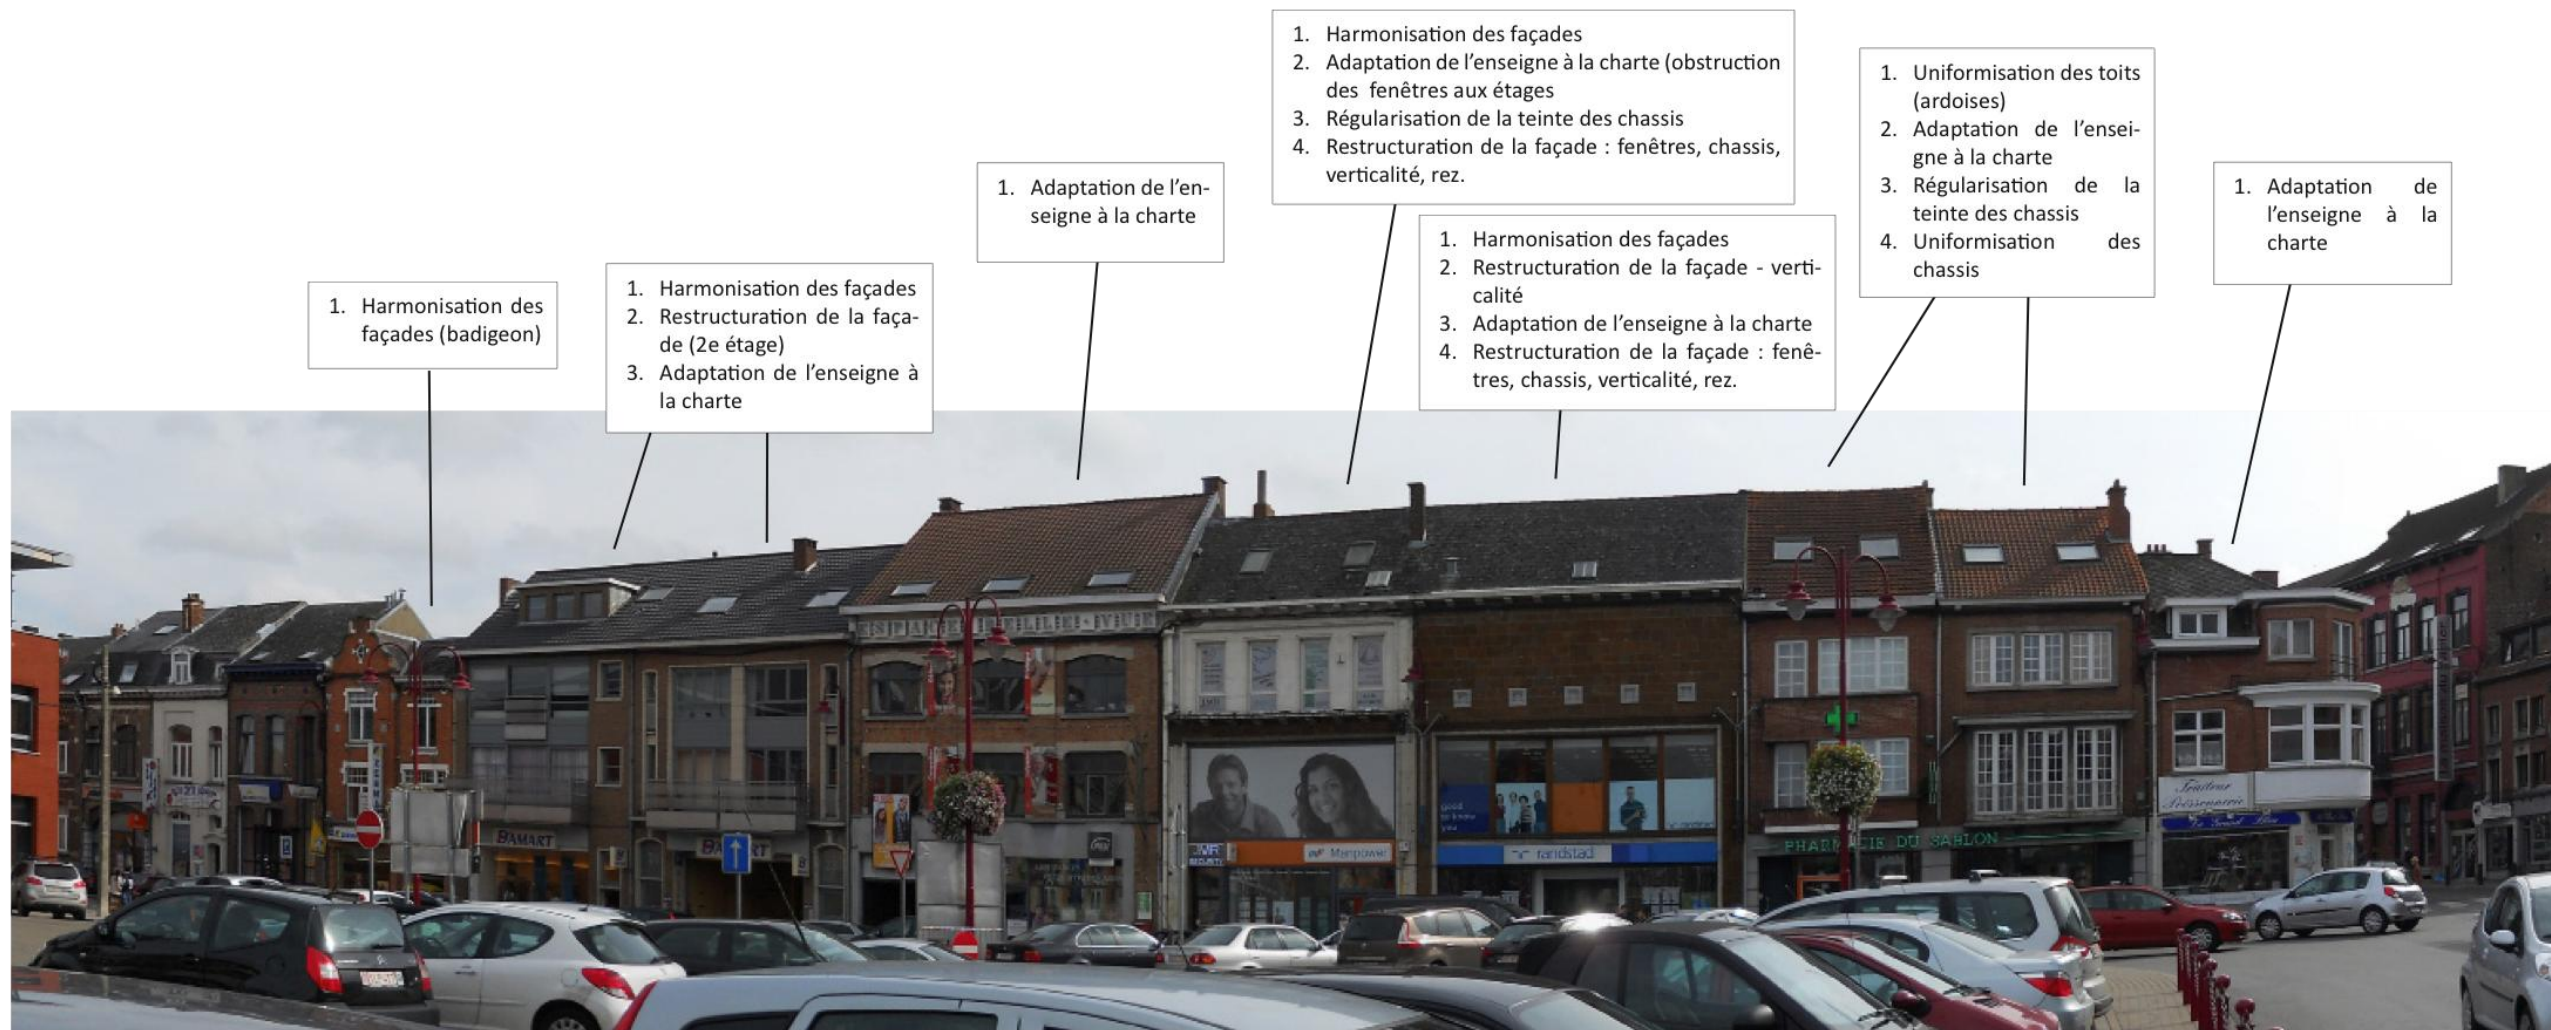 1. Harmonisation des façades
2. Adaptation de l'enseigne à la charte (obstruction
des fenêtres aux étages
3. Régularisation de la teinte des chassis
4. Restructuration de la façade : fenêtres, chassis,
verticalité, rez.
1. Uniformisation des toits
(ardoises)
2. Adaptation de l'ensei-
gne à la charte
3. Régularisation de la
teinte des chassis
4. Uniformisation des
chassis
1. Adaptation de l'en-
seigne à la charte
1. Adaptation de
l'enseigne à la
charte
1. Harmonisation des façades
2. Restructuration de la façade - verti-
calité
3. Adaptation de l'enseigne à la charte
4. Restructuration de la façade : fenê-
tres, chassis, verticalité, rez.
1. Harmonisation des
façades (badigeon)
1. Harmonisation des façades
2. Restructuration de la faça-
de (2e étage)
3. Adaptation de l'enseigne à
la charte
good
to know
you
BAMART
Manpower
randstad
PHARMACIE DU SABLON
Traiteur
Poissonnerie